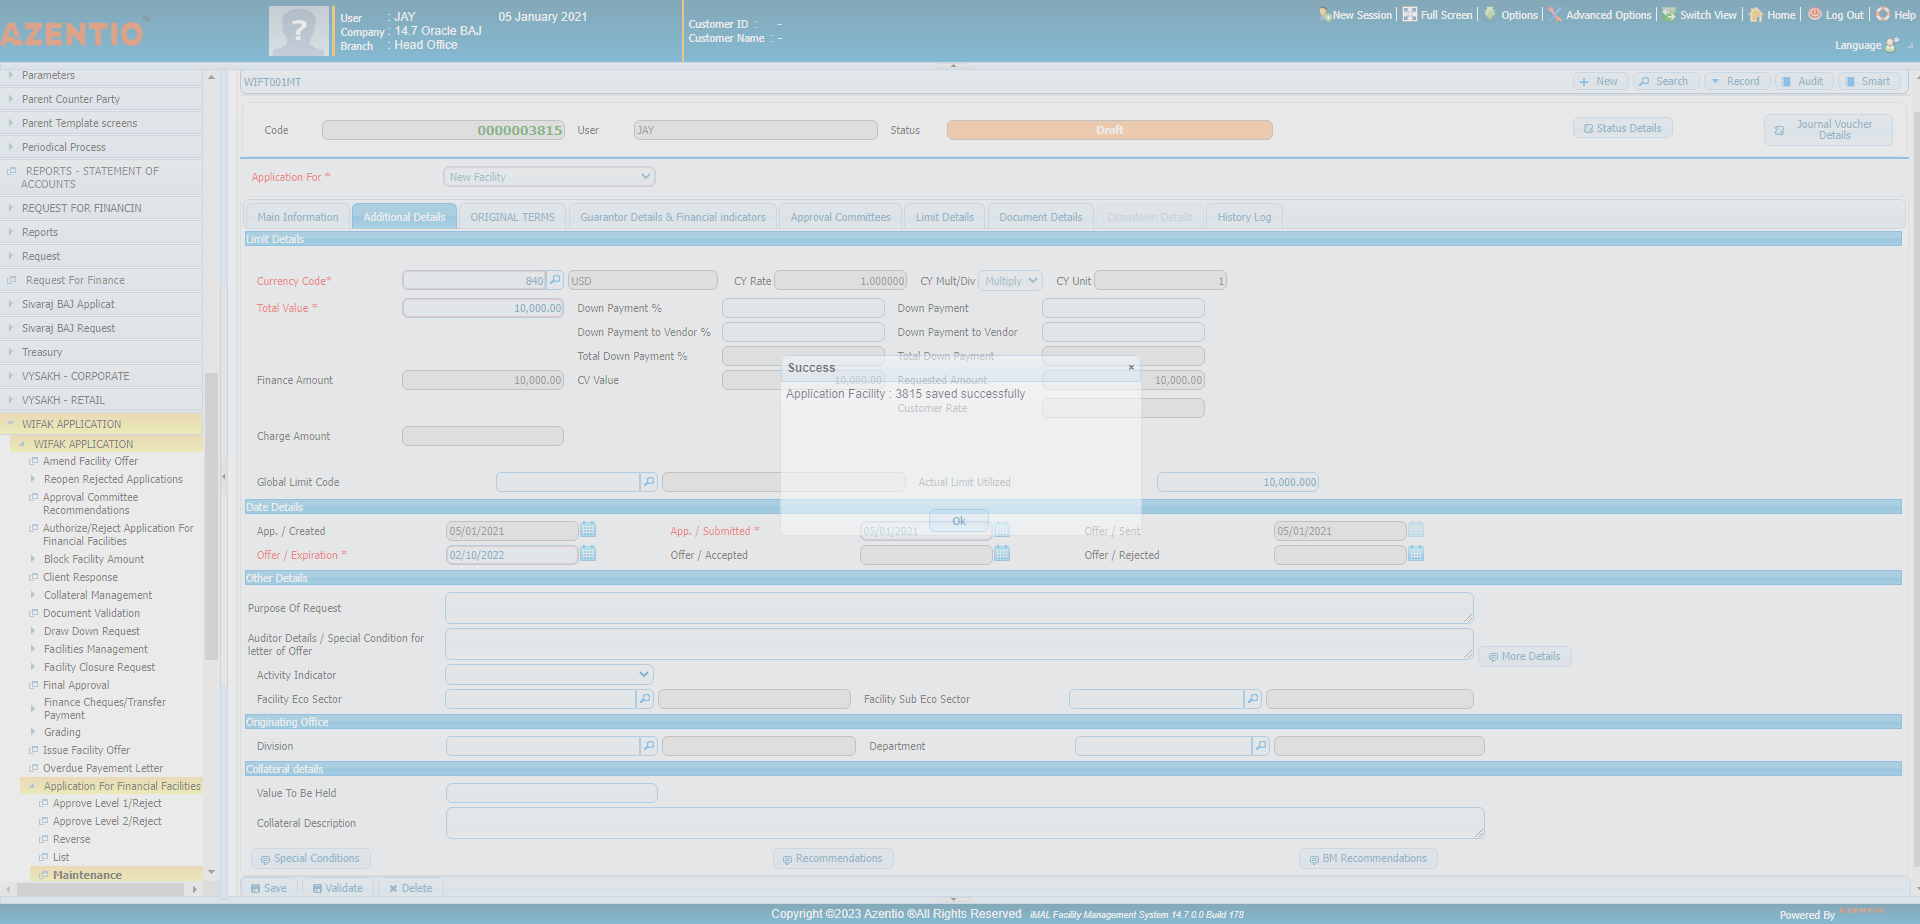 AZENTIO™
User : JAY 05 January 2021
Company : 14.7 Oracle BAJ
Branch : Head Office
Customer ID : -
Customer Name : -
New Session Full Screen Options Advanced Options Switch View Home Log Out Help
Language
Parameters
Parent Counter Party
Parent Template screens
Periodical Process
REPORTS - STATEMENT OF
ACCOUNTS
REQUEST FOR FINANCIN
Reports
Request
Request For Finance
Sivaraj BAJ Applicat
Sivaraj BAJ Request
Treasury
VYSAKH - CORPORATE
VYSAKH - RETAIL
WIFAK APPLICATION
WIFAK APPLICATION
Amend Facility Offer
Reopen Rejected Applications
Approval Committee
Recommendations
Authorize/Reject Application For
Financial Facilities
Block Facility Amount
Client Response
Collateral Management
Document Validation
Draw Down Request
Facilities Management
Facility Closure Request
Final Approval
Finance Cheques/Transfer
Payment
Grading
Issue Facility Offer
Overdue Payement Letter
Application For Financial Facilities
Approve Level 1/Reject
Approve Level 2/Reject
Reverse
List
Maintenance
WIFT001MT
New Search Record Audit Smart
Code 0000003815 User JAY Status Draft Status Details
Journal Voucher
Details
Application For * New Facility
Main Information Additional Details ORIGINAL TERMS Guarantor Details & Financial indicators Approval Committees Limit Details Document Details Drawdown Details History Log
Limit Details
Currency Code* 840 USD CY Rate 1.000000 CY Mult/Div Multiply CY Unit 1
Total Value * 10,000.00 Down Payment % Down Payment
Down Payment to Vendor % Down Payment to Vendor
Total Down Payment % Total Down Payment
Finance Amount 10,000.00 CV Value 10,000.00 Requested Amount 10,000.00
Customer Rate
Success
×
Application Facility : 3815 saved successfully
Ok
Charge Amount
Global Limit Code Actual Limit Utilized 10,000.000
Date Details
App. / Created 05/01/2021 App. / Submitted * 05/01/2021 Offer / Sent 05/01/2021
Offer / Expiration * 02/10/2022 Offer / Accepted Offer / Rejected
Other Details
Purpose Of Request
Auditor Details / Special Condition for
letter of Offer
More Details
Activity Indicator
Facility Eco Sector Facility Sub Eco Sector
Originating Office
Division Department
Collateral details
Value To Be Held
Collateral Description
Special Conditions Recommendations BM Recommendations
Save Validate Delete
Copyright ©2023 Azentio ®All Rights Reserved iMAL Facility Management System 14.7.0.0 Build 178
Powered By AZENTIO